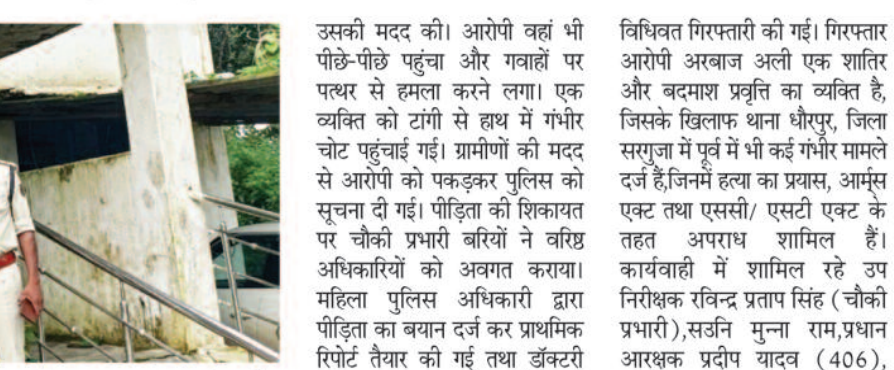 उसकी मदद की। आरोपी वहां भी
पीछे-पीछे पहुंचा और गवाहों पर
पत्थर से हमला करने लगा। एक
व्यक्ति को टांगी से हाथ में गंभीर
चोट पहुंचाई गई। ग्रामीणों की मदद
से आरोपी को पकड़कर पुलिस को
सूचना दी गई। पीड़िता की शिकायत
पर चौकी प्रभारी बरियों ने वरिष्ठ
अधिकारियों को अवगत कराया।
महिला पुलिस अधिकारी द्वारा
पीड़िता का बयान दर्ज कर प्राथमिक
रिपोर्ट तैयार की गई तथा डॉक्टरी
विधिवत गिरफ्तारी की गई। गिरफ्तार
आरोपी अरबाज अली एक शातिर
और बदमाश प्रवृत्ति का व्यक्ति है,
जिसके खिलाफ थाना धौरपुर, जिला
सरगुजा में पूर्व में भी कई गंभीर मामले
दर्ज हैं,जिनमें हत्या का प्रयास, आर्म्स
एक्ट तथा एससी/ एसटी एक्ट के
तहत अपराध शामिल हैं।
कार्यवाही में शामिल रहे उप
निरीक्षक रविन्द्र प्रताप सिंह (चौकी
प्रभारी),सउनि मुन्ना राम,प्रधान
आरक्षक प्रदीप यादव (406),